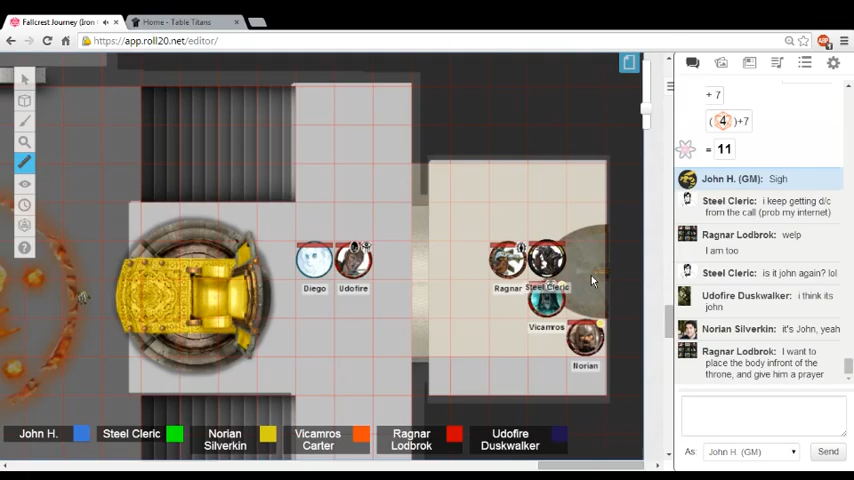 Fallcrest Journey (Iron
Home - Table Titans
https://app.roll20.net/editor/
ABP
+ 7
(4)+7
= 11
John H. (GM): Sigh
Steel Cleric: i keep getting d/c
from the call (prob my internet)
Ragnar Lodbrok: welp
I am too
Steel Cleric: is it john again? lol
Udofire Duskwalker: i think its
john
Norian Silverkin: it's John, yeah
Ragnar Lodbrok: I want to
place the body infront of the
throne, and give him a prayer
Diego
Udofire
Ragnar
Steel Cleric
Vicamros
Norian
John H.
Steel Cleric
Norian
Silverkin
Vicamros
Carter
Ragnar
Lodbrok
Udofire
Duskwalker
As:
John H. (GM)
Send